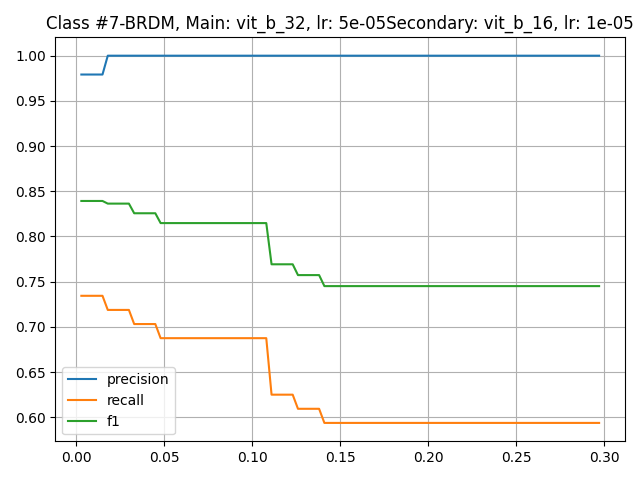 Class #7-BRDM, Main: vit_b_32, lr: 5e-05Secondary: vit_b_16, lr: 1e-05
1.00
0.95
0.90
0.85
0.80
0.75
0.70
0.65
0.60
precision
recall
f1
0.00 0.05 0.10 0.15 0.20 0.25 0.30